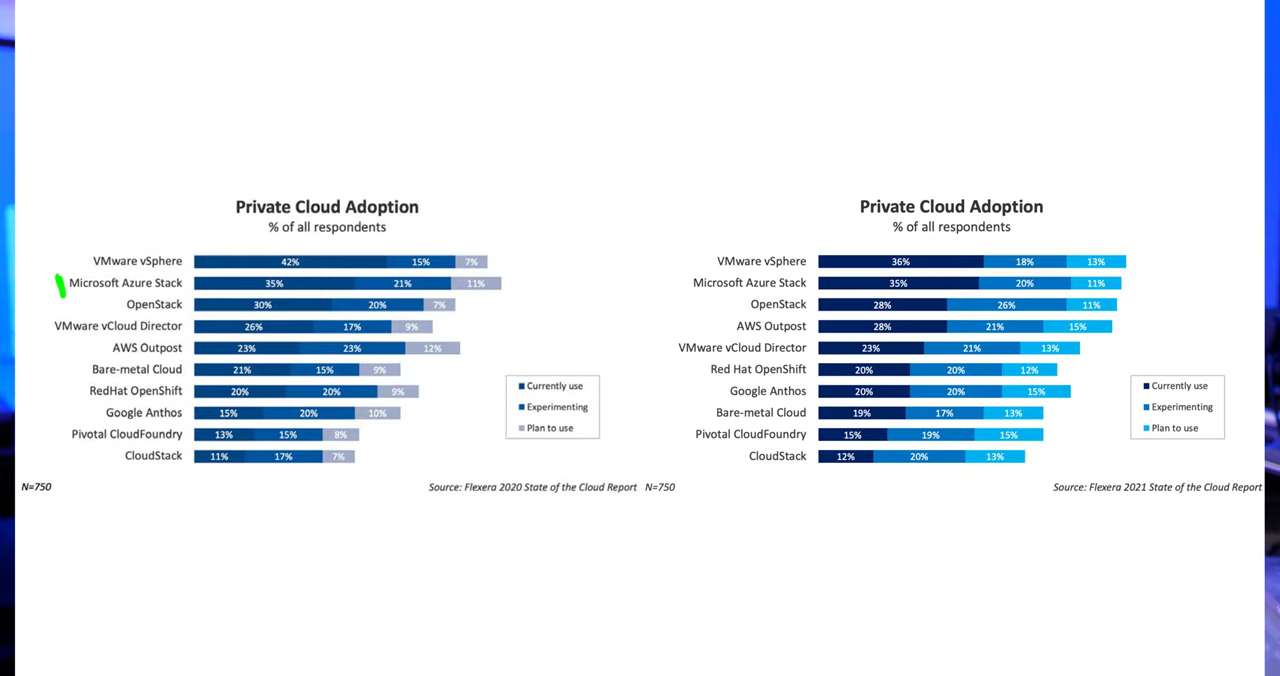 Private Cloud Adoption
% of all respondents
VMware vSphere 42% 15% 7%
Microsoft Azure Stack 35% 21% 11%
OpenStack 30% 20% 7%
VMware vCloud Director 26% 17% 9%
AWS Outpost 23% 23% 12%
Bare-metal Cloud 21% 15% 9%
RedHat OpenShift 20% 20% 9%
Google Anthos 15% 20% 10%
Pivotal CloudFoundry 13% 15% 8%
CloudStack 11% 17% 7%
Currently use
Experimenting
Plan to use
N=750
Source: Flexera 2020 State of the Cloud Report
Private Cloud Adoption
% of all respondents
VMware vSphere 36% 18% 13%
Microsoft Azure Stack 35% 20% 11%
OpenStack 28% 26% 11%
AWS Outpost 28% 21% 15%
VMware vCloud Director 23% 21% 13%
Red Hat OpenShift 20% 20% 12%
Google Anthos 20% 20% 15%
Bare-metal Cloud 19% 17% 13%
Pivotal CloudFoundry 15% 19% 15%
CloudStack 12% 20% 13%
Currently use
Experimenting
Plan to use
N=750
Source: Flexera 2021 State of the Cloud Report